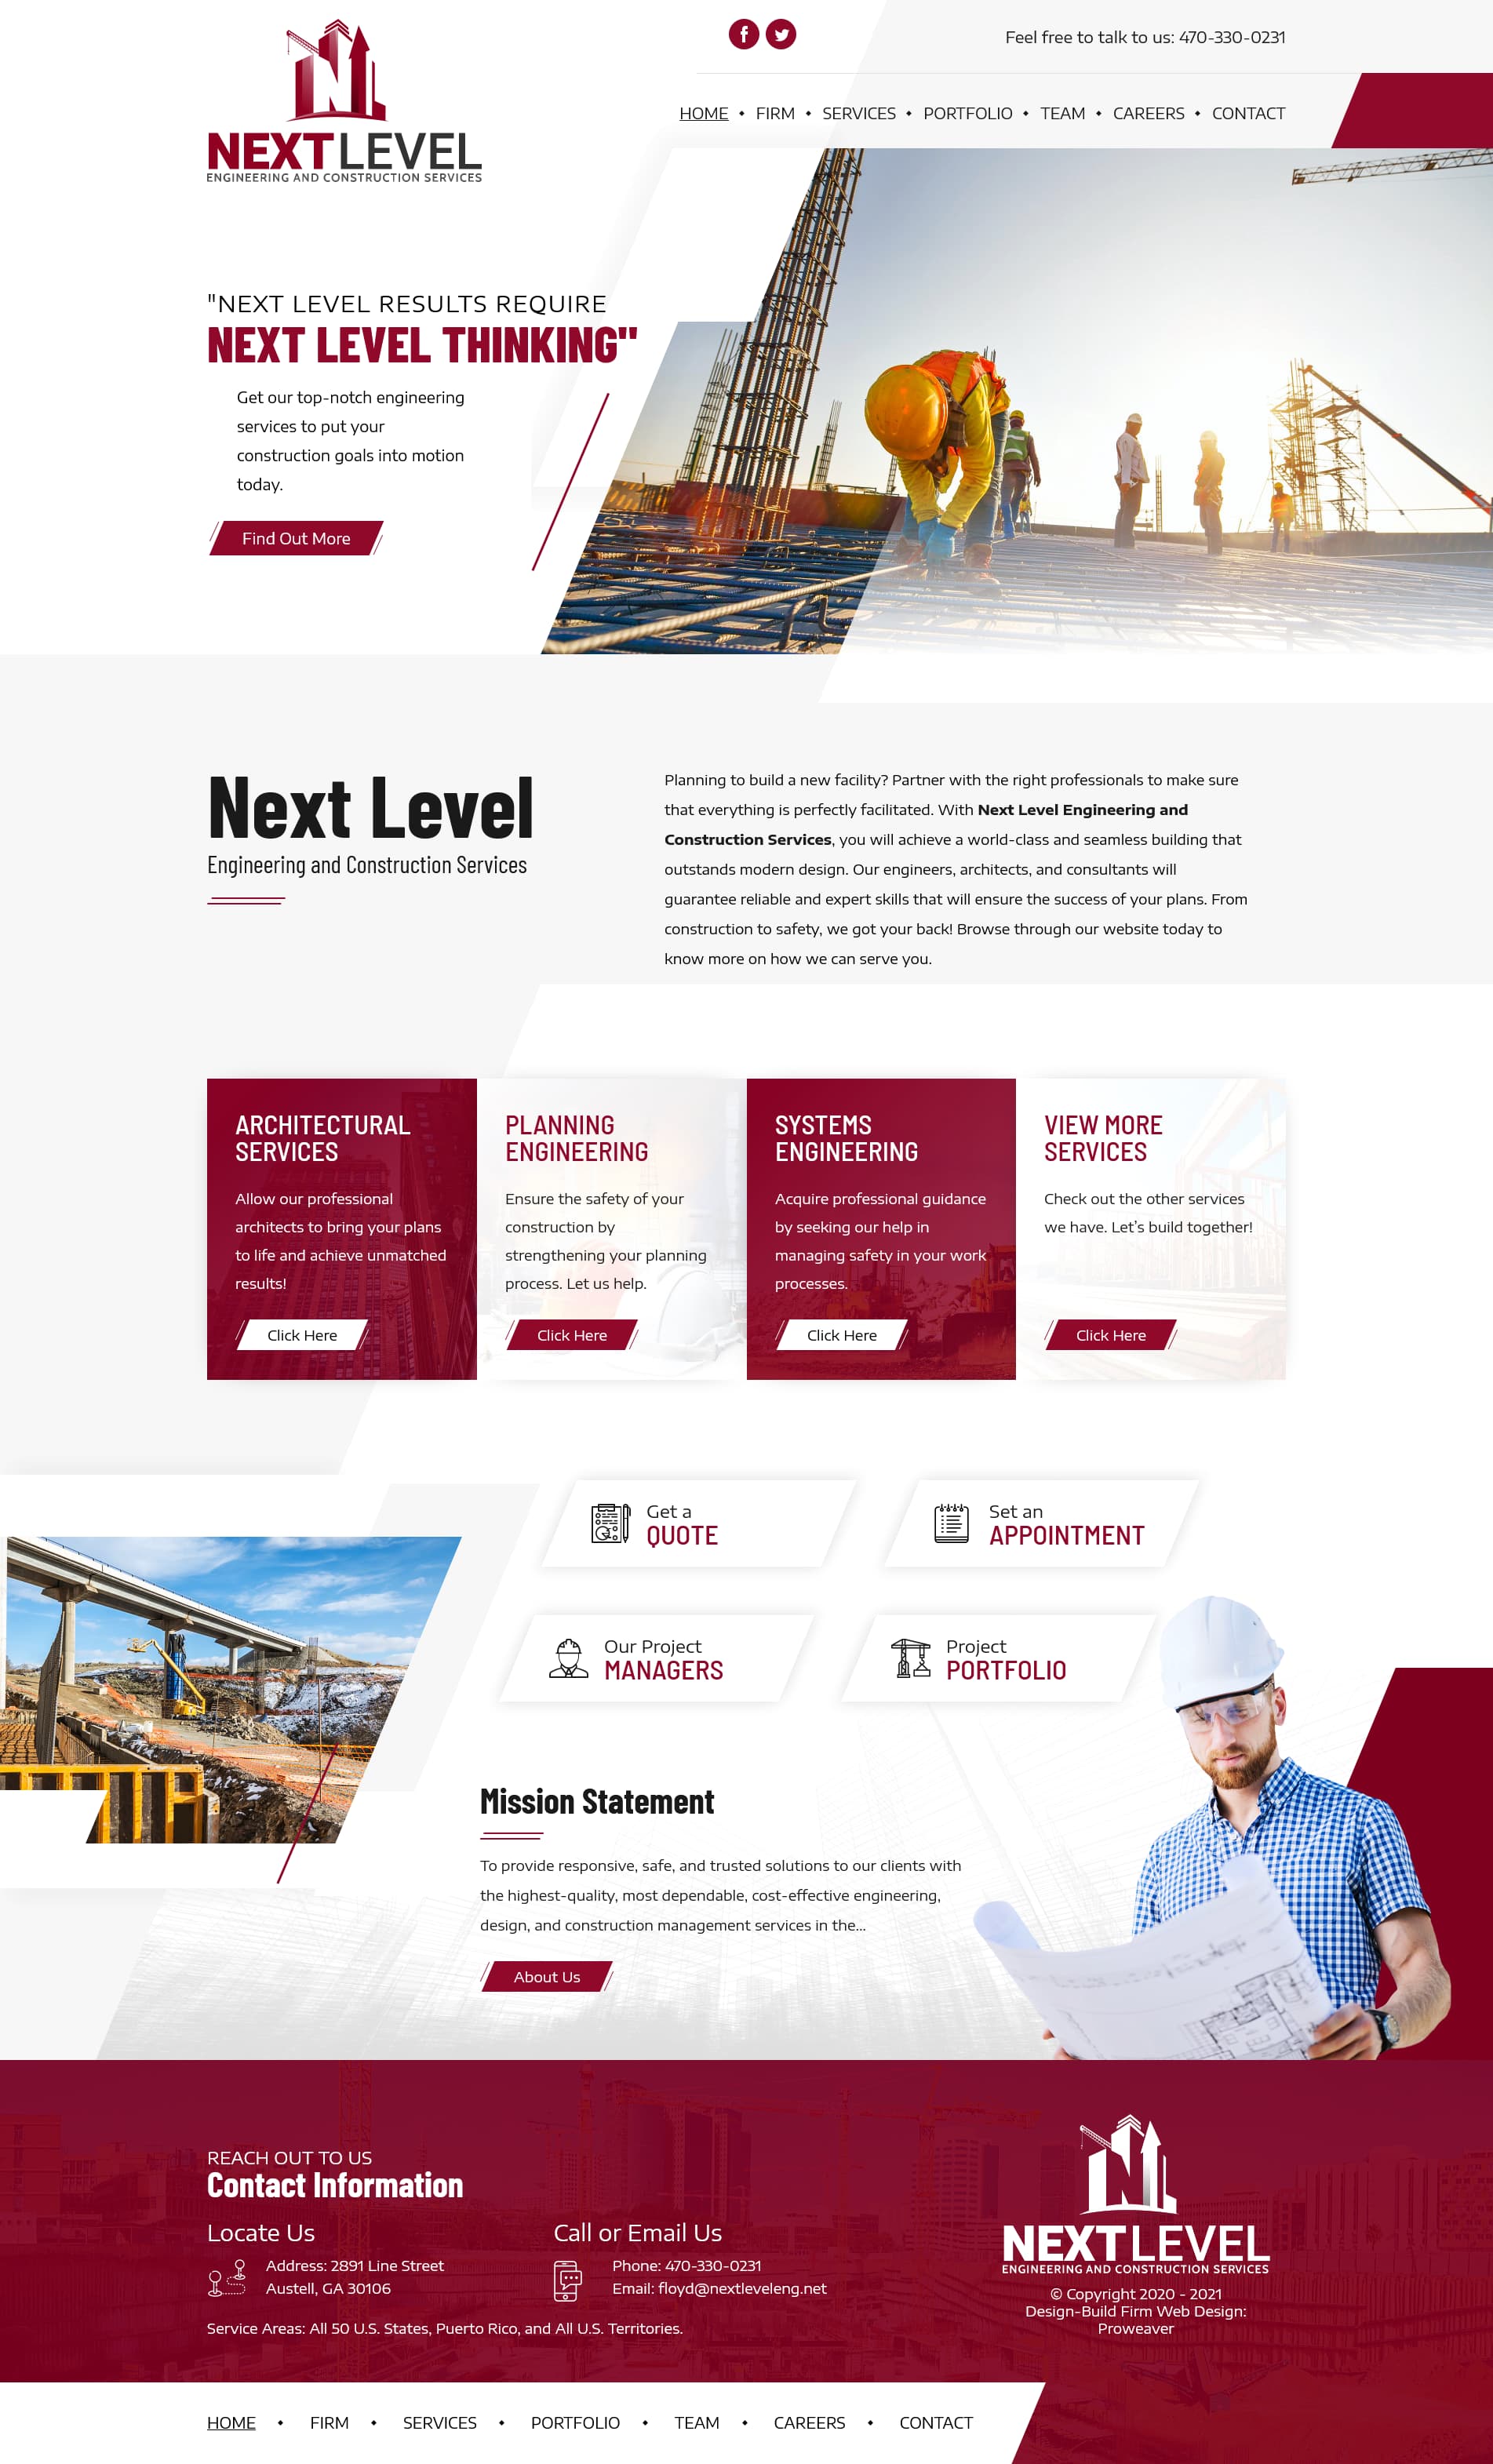 Feel free to talk to us: 470-330-0231
NEXT LEVEL
ENGINEERING AND CONSTRUCTION SERVICES
HOME FIRM SERVICES PORTFOLIO TEAM CAREERS CONTACT
"NEXT LEVEL RESULTS REQUIRE
NEXT LEVEL THINKING"
Get our top-notch engineering
services to put your
construction goals into motion
today.
Find Out More
Next Level
Engineering and Construction Services
Planning to build a new facility? Partner with the right professionals to make sure
that everything is perfectly facilitated. With Next Level Engineering and
Construction Services, you will achieve a world-class and seamless building that
outstands modern design. Our engineers, architects, and consultants will
guarantee reliable and expert skills that will ensure the success of your plans. From
construction to safety, we got your back! Browse through our website today to
know more on how we can serve you.
ARCHITECTURAL
SERVICES
Allow our professional
architects to bring your plans
to life and achieve unmatched
results!
Click Here
PLANNING
ENGINEERING
Ensure the safety of your
construction by
strengthening your planning
process. Let us help.
Click Here
SYSTEMS
ENGINEERING
Acquire professional guidance
by seeking our help in
managing safety in your work
processes.
Click Here
VIEW MORE
SERVICES
Check out the other services
we have. Let's build together!
Click Here
Get a
QUOTE
Set an
APPOINTMENT
Our Project
MANAGERS
Project
PORTFOLIO
Mission Statement
To provide responsive, safe, and trusted solutions to our clients with
the highest-quality, most dependable, cost-effective engineering,
design, and construction management services in the...
About Us
REACH OUT TO US
Contact Information
Locate Us
Address: 2891 Line Street
Austell, GA 30106
Call or Email Us
Phone: 470-330-0231
Email: floyd@nextleveleng.net
Service Areas: All 50 U.S. States, Puerto Rico, and All U.S. Territories.
NEXT LEVEL
ENGINEERING AND CONSTRUCTION SERVICES
© Copyright 2020 - 2021
Design-Build Firm Web Design:
Proweaver
HOME FIRM SERVICES PORTFOLIO TEAM CAREERS CONTACT